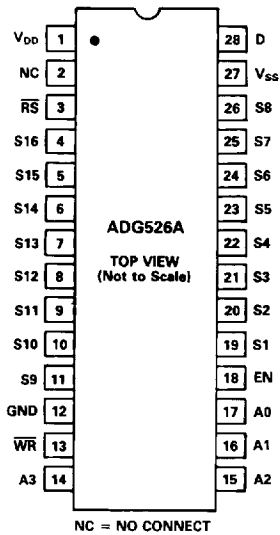 VDD 1 28 D
NC 2 27 VSS
RS 3 26 S8
S16 4 25 S7
S15 5 24 S6
S14 6 23 S5
S13 7 ADG526A 22 S4
S12 8 TOP VIEW (Not to Scale) 21 S3
S11 9 20 S2
S10 10 19 S1
S9 11 18 EN
GND 12 17 A0
WR 13 16 A1
A3 14 15 A2
NC = NO CONNECT